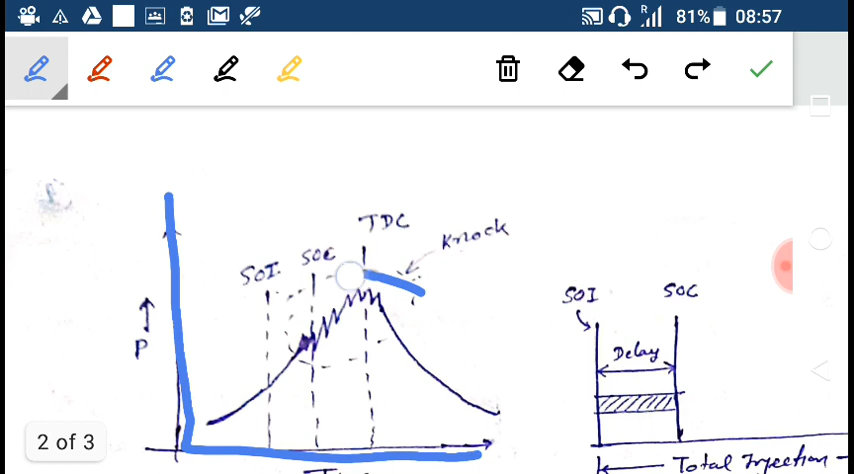 81% 08:57
R
TDC
Knock
SOI.
SOC
P
SOI
SOC
Delay
2 of 3
Total Injection